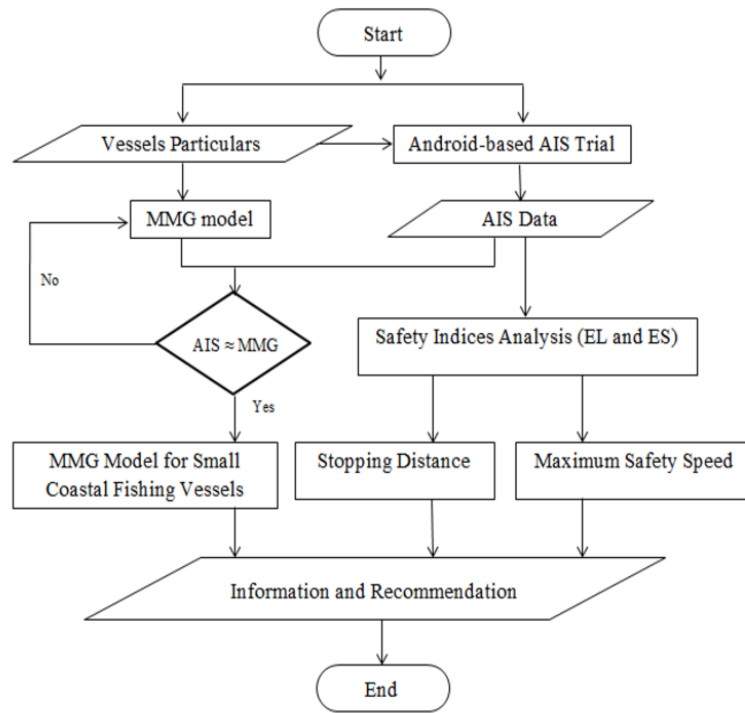 Start
Vessels Particulars
Android-based AIS Trial
MMG model
AIS Data
No
AIS ≈ MMG
Safety Indices Analysis (EL and ES)
Yes
MMG Model for Small
Coastal Fishing Vessels
Stopping Distance
Maximum Safety Speed
Information and Recommendation
End